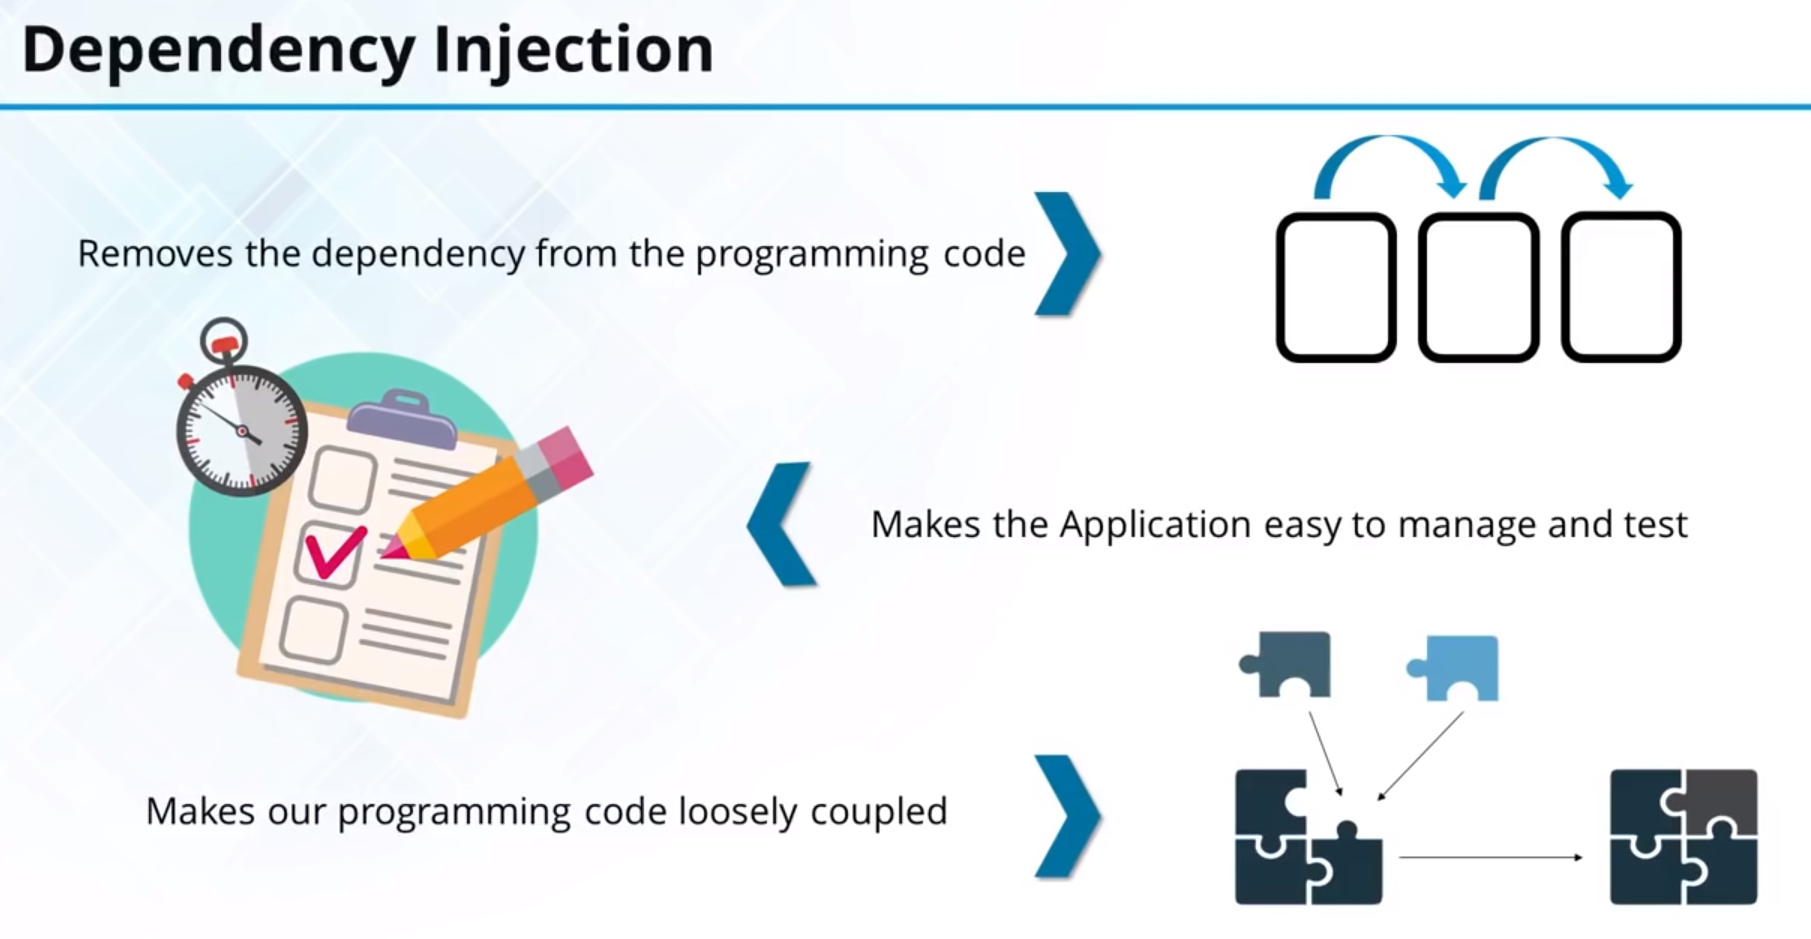 Dependency Injection
Removes the dependency from the programming code
Makes the Application easy to manage and test
Makes our programming code loosely coupled